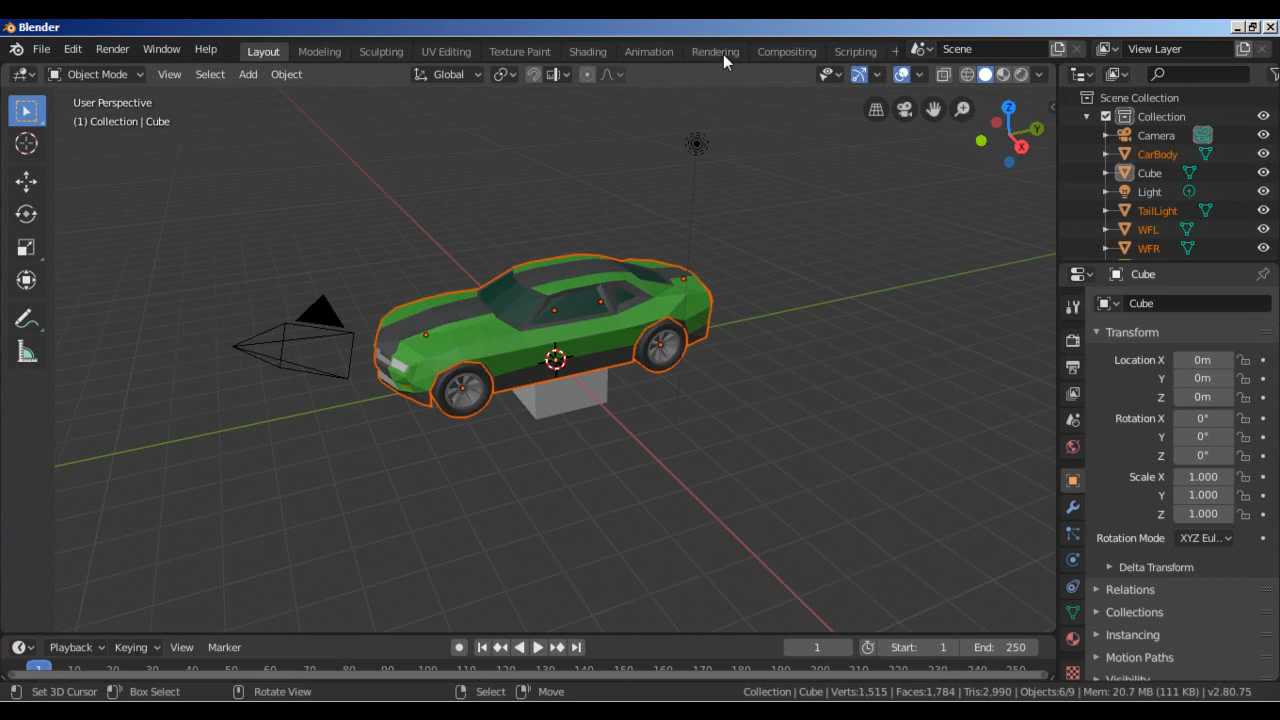 Blender
File Edit Render Window Help Layout Modeling Sculpting UV Editing Texture Paint Shading Animation Rendering Compositing Scripting + Scene View Layer
Object Mode View Select Add Object Global
User Perspective
(1) Collection | Cube
Z
Y
X
Scene Collection
Collection
Camera
CarBody
Cube
Light
TailLight
WFL
WFR
Cube
Cube
Transform
Location X 0m
Y 0m
Z 0m
Rotation X 0°
Y 0°
Z 0°
Scale X 1.000
Y 1.000
Z 1.000
Rotation Mode XYZ Eul..
Delta Transform
Relations
Collections
Instancing
Motion Paths
Visibility
Playback Keying View Marker 1 Start: 1 End: 250
1 10 20 30 40 50 60 70 80 90 100 110 120 130 140 150 160 170 180 190 200 210 220 230 240 250
Set 3D Cursor Box Select Rotate View Select Move Collection | Cube | Verts:1,515 | Faces:1,784 | Tris:2,990 | Objects:6/9 | Mem: 20.7 MB (111 KB) | v2.80.75